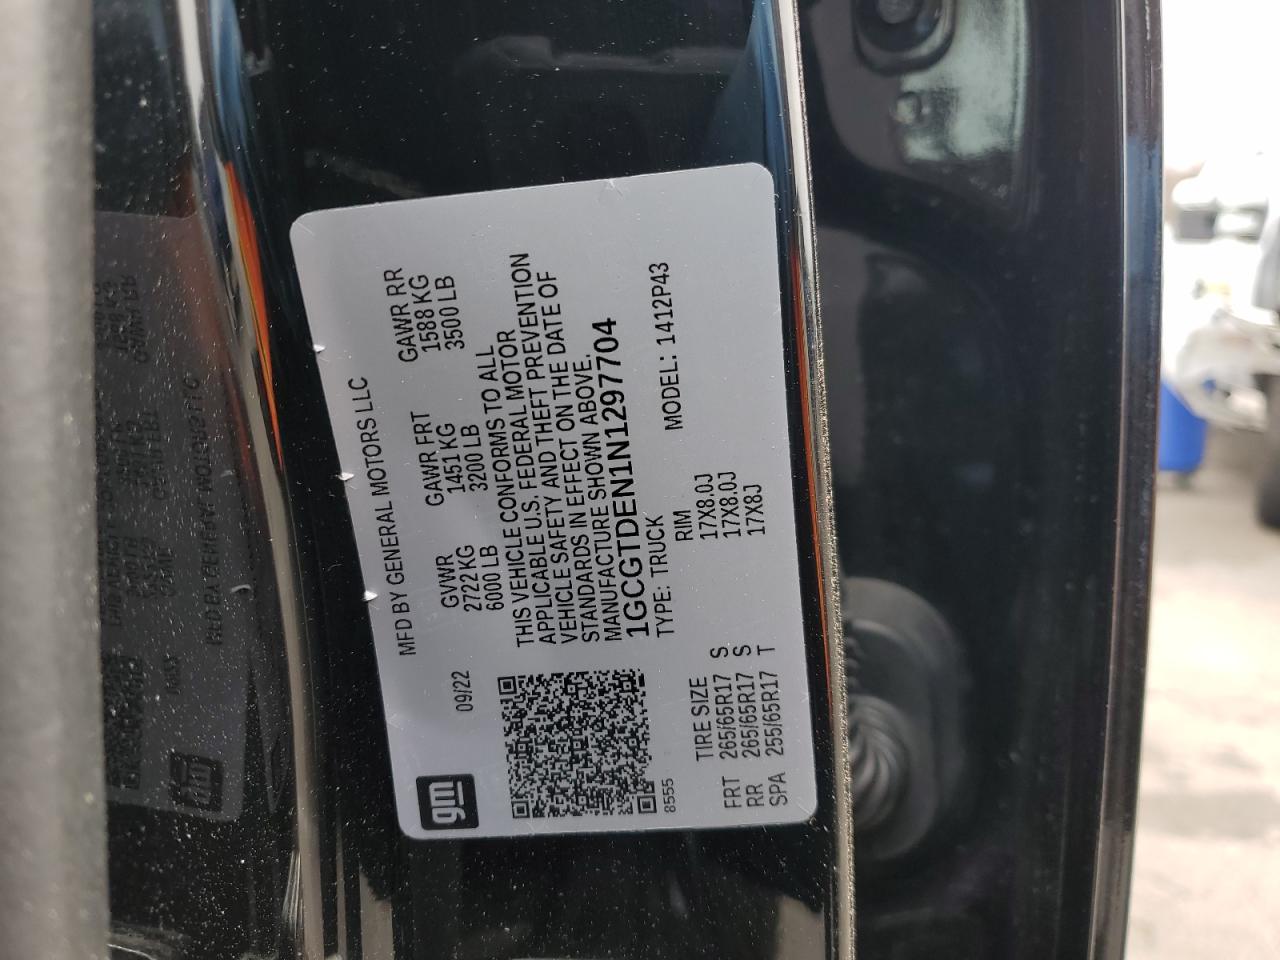 gm
09/22
MFD BY GENERAL MOTORS LLC
GVWR GAWR FRT GAWR RR
2722 KG 1451 KG 1588 KG
6000 LB 3200 LB 3500 LB
THIS VEHICLE CONFORMS TO ALL
APPLICABLE U.S. FEDERAL MOTOR
VEHICLE SAFETY AND THEFT PREVENTION
STANDARDS IN EFFECT ON THE DATE OF
MANUFACTURE SHOWN ABOVE.
1GCGTDEN1N1297704
8555
TYPE: TRUCK MODEL: 1412P43
TIRE SIZE RIM
FRT 265/65R17 S 17X8.0J
RR 265/65R17 S 17X8.0J
SPA 255/65R17 T 17X8J